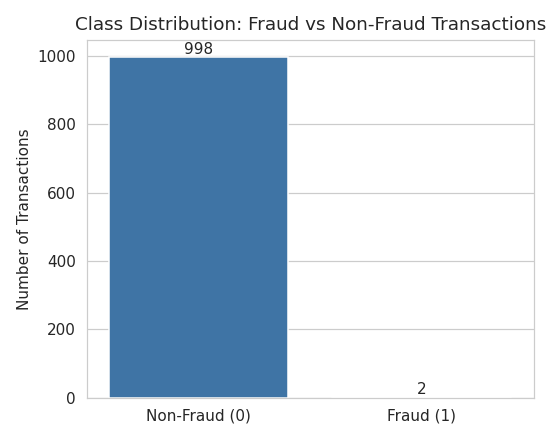 Class Distribution: Fraud vs Non-Fraud Transactions
998
1000
800
600
400
200
0
2
Number of Transactions
Non-Fraud (0)
Fraud (1)